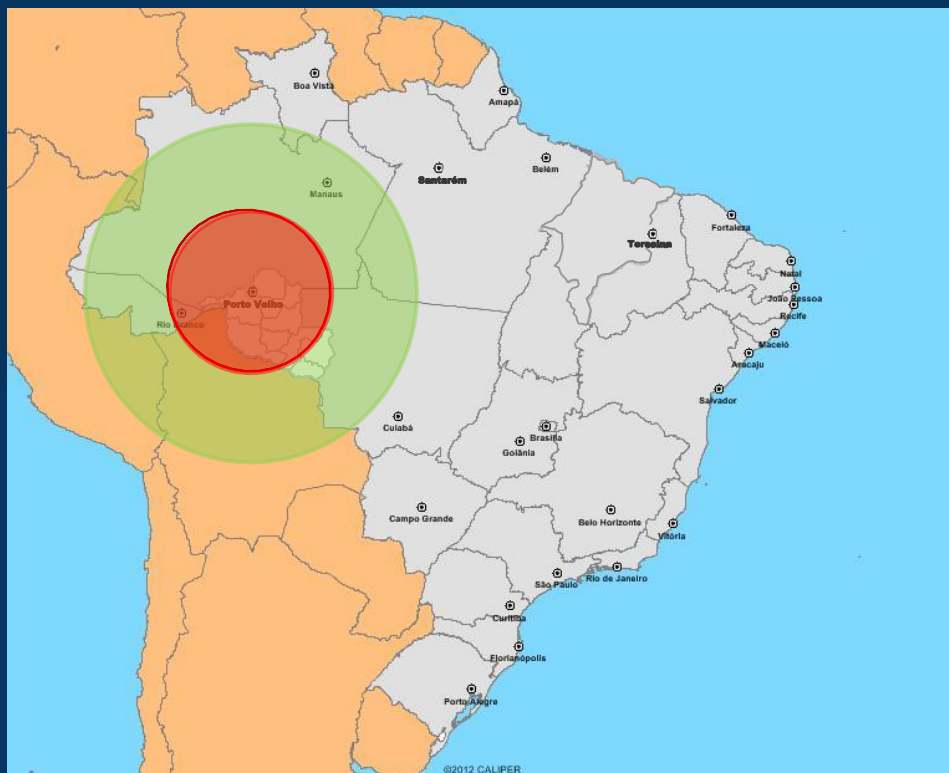 Boa Vista
Amapá
Belém
Santarém
Manaus
Fortaleza
Teresina
Natal
João Pessoa
Porto Velho
Recife
Rio Branco
Maceió
Aracaju
Salvador
Cuiabá
Brasília
Goiânia
Campo Grande
Belo Horizonte
Vitória
Rio de Janeiro
São Paulo
Curitiba
Florianópolis
Porto Alegre
©2012 CALIPER